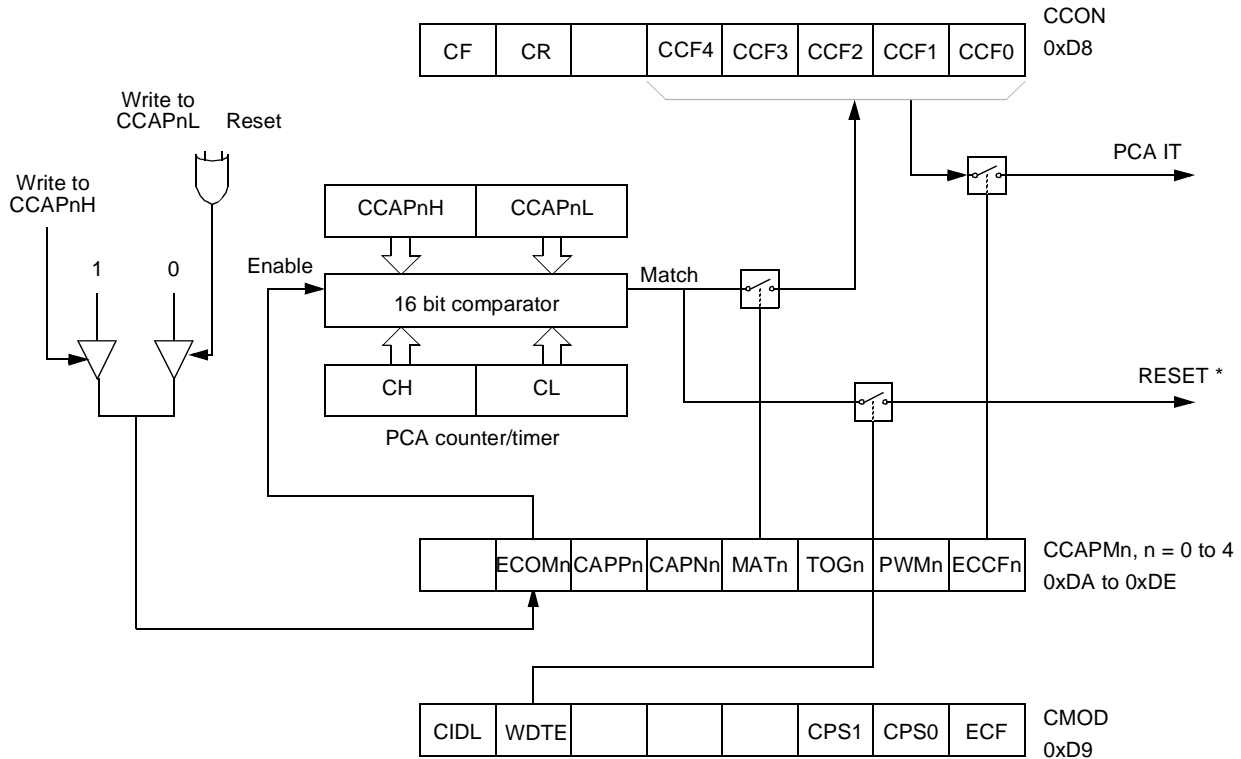 CCON
0xD8
CF CR CCF4 CCF3 CCF2 CCF1 CCF0
Write to
CCAPnL Reset
PCA IT
Write to
CCAPnH
CCAPnH CCAPnL
1 0
Enable
Match
16 bit comparator
CH CL
RESET *
PCA counter/timer
ECOMn CAPPn CAPNn MATn TOGn PWMn ECCFn
CCAPMn, n = 0 to 4
0xDA to 0xDE
CIDL WDTE CPS1 CPS0 ECF
CMOD
0xD9